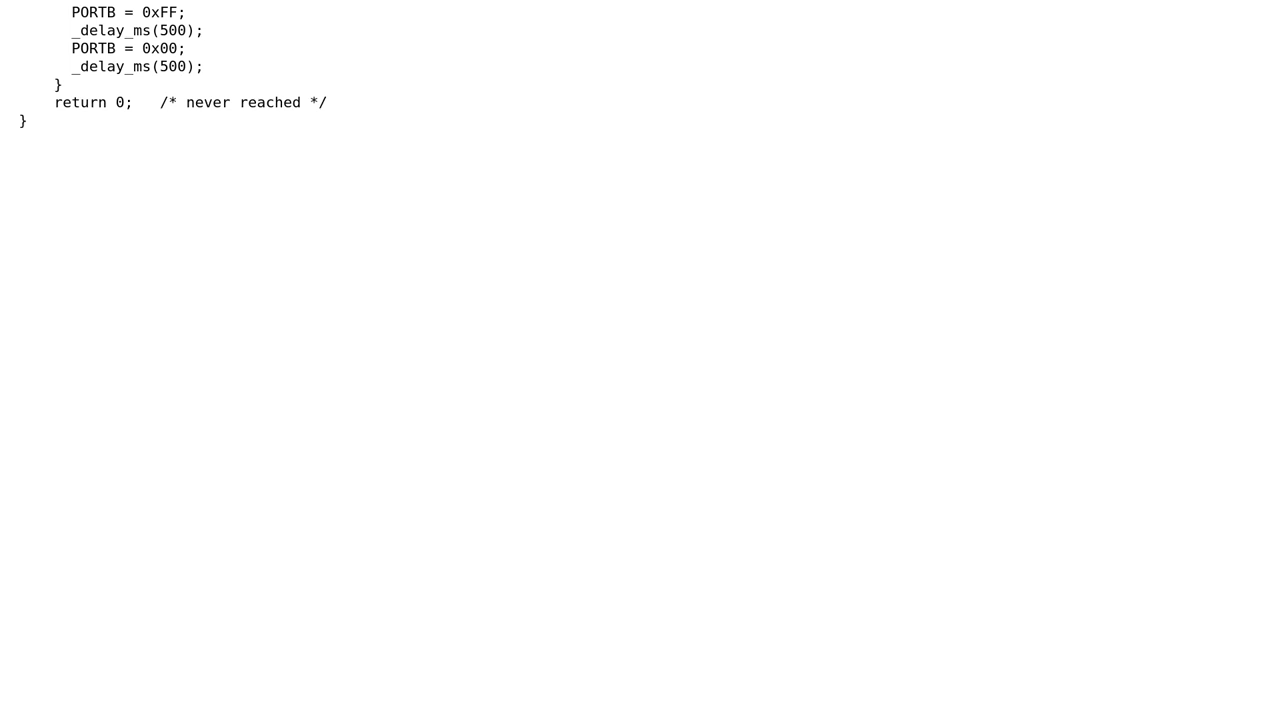 PORTB = 0xFF;
      _delay_ms(500);
      PORTB = 0x00;
      _delay_ms(500);
    }
    return 0;   /* never reached */
}